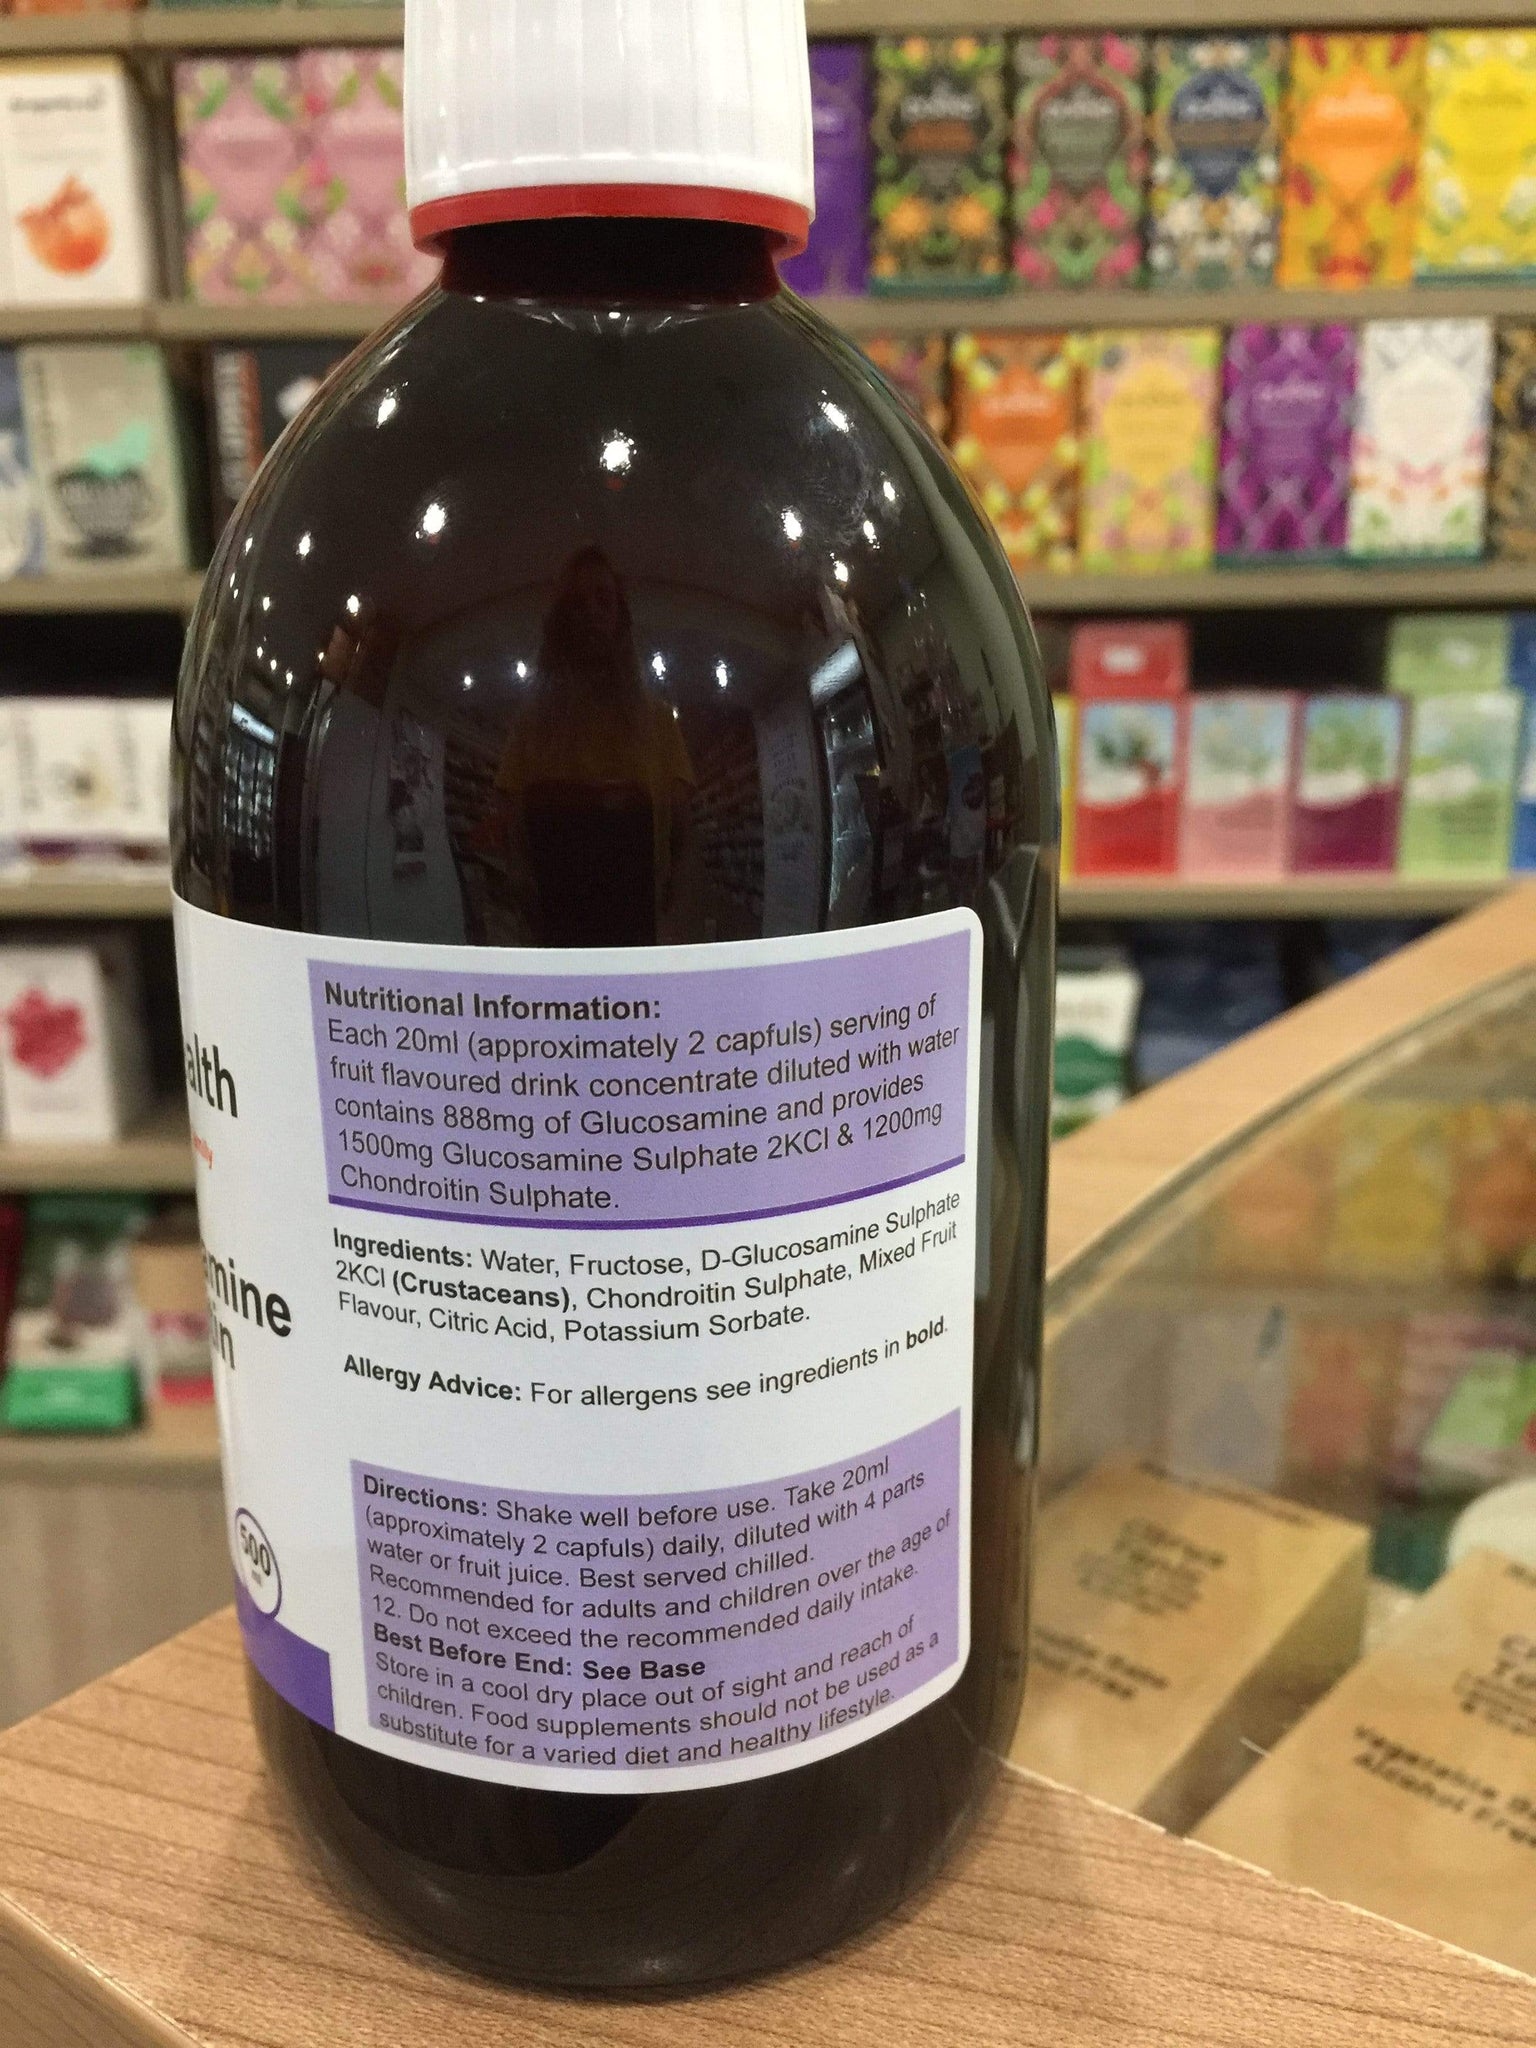 alth
amine
in
500
ml
Nutritional Information:
Each 20ml (approximately 2 capfuls) serving of
fruit flavoured drink concentrate diluted with water
contains 888mg of Glucosamine and provides
1500mg Glucosamine Sulphate 2KCl & 1200mg
Chondroitin Sulphate.
Ingredients: Water, Fructose, D-Glucosamine Sulphate
2KCl (Crustaceans), Chondroitin Sulphate, Mixed Fruit
Flavour, Citric Acid, Potassium Sorbate.
Allergy Advice: For allergens see ingredients in bold.
Directions: Shake well before use. Take 20ml
(approximately 2 capfuls) daily, diluted with 4 parts
water or fruit juice. Best served chilled.
Recommended for adults and children over the age of
12. Do not exceed the recommended daily intake.
Best Before End: See Base
Store in a cool dry place out of sight and reach of
children. Food supplements should not be used as a
substitute for a varied diet and healthy lifestyle.
Vegetable
Alcohol Free